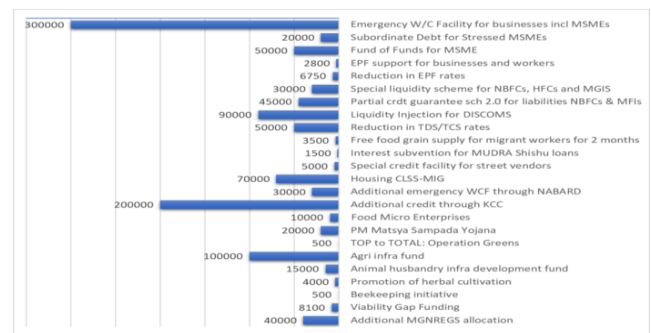 300000 Emergency W/C Facility for businesses incl MSMEs
20000 Subordinate Debt for Stressed MSMEs
50000 Fund of Funds for MSME
2800 EPF support for businesses and workers
6750 Reduction in EPF rates
30000 Special liquidity scheme for NBFCs, HFCs and MGIS
45000 Partial crdt guarantee sch 2.0 for liabilities NBFCs & MFIs
90000 Liquidity Injection for DISCOMS
50000 Reduction in TDS/TCS rates
3500 Free food grain supply for migrant workers for 2 months
1500 Interest subvention for MUDRA Shishu loans
5000 Special credit facility for street vendors
70000 Housing CLSS-MIG
30000 Additional emergency WCF through NABARD
200000 Additional credit through KCC
10000 Food Micro Enterprises
20000 PM Matsya Sampada Yojana
500 TOP to TOTAL: Operation Greens
100000 Agri infra fund
15000 Animal husbandry infra development fund
4000 Promotion of herbal cultivation
500 Beekeeping initiative
8100 Viability Gap Funding
40000 Additional MGNREGS allocation